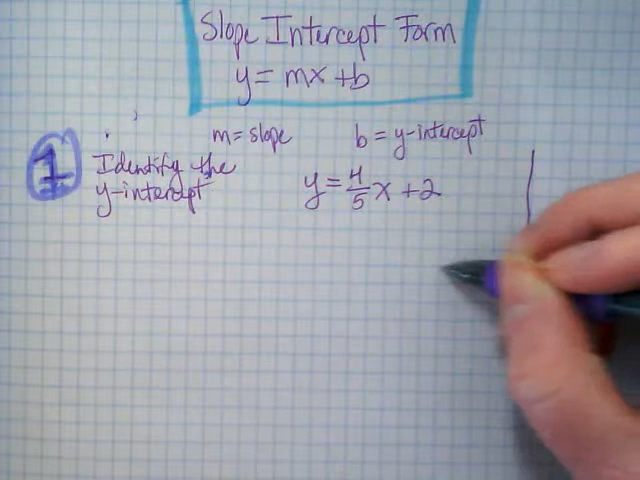 Slope Intercept Form
y = mx + b
m = slope b = y-intercept
1 Identify the
y-intercept
y = 4/5 x + 2